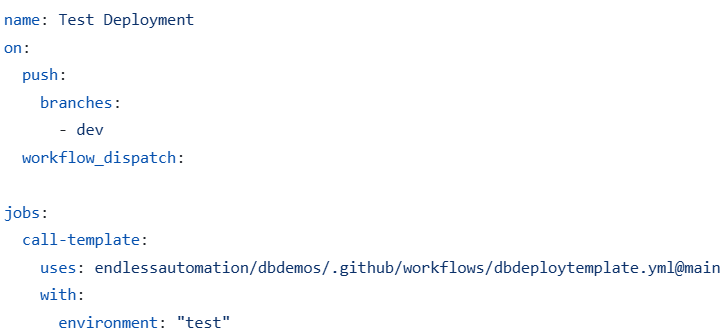 name: Test Deployment
on:
  push:
    branches:
      - dev
  workflow_dispatch:

jobs:
  call-template:
    uses: endlessautomation/dbdemos/.github/workflows/dbdeploytemplate.yml@main
    with:
      environment: "test"